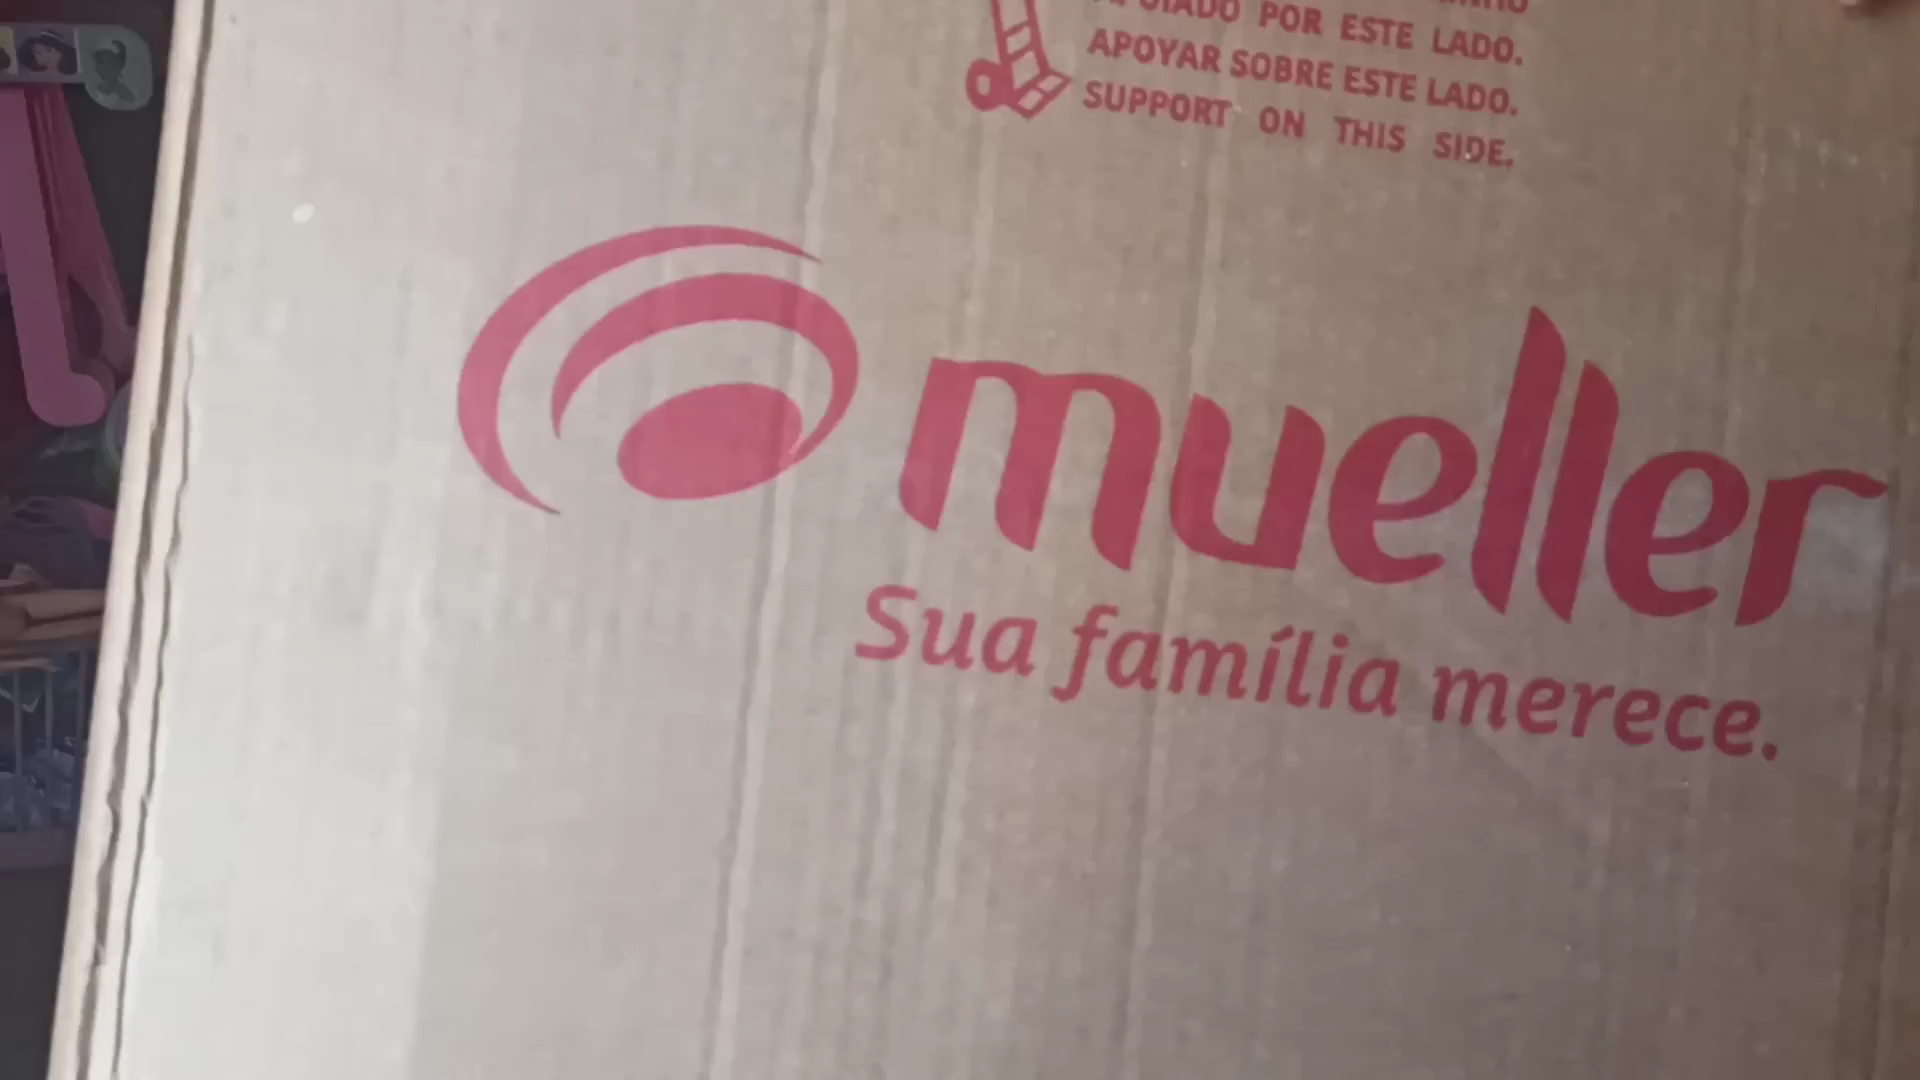 POR ESTE LADO.
APOYAR SOBRE ESTE LADO.
SUPPORT ON THIS SIDE.
mueller
Sua família merece.